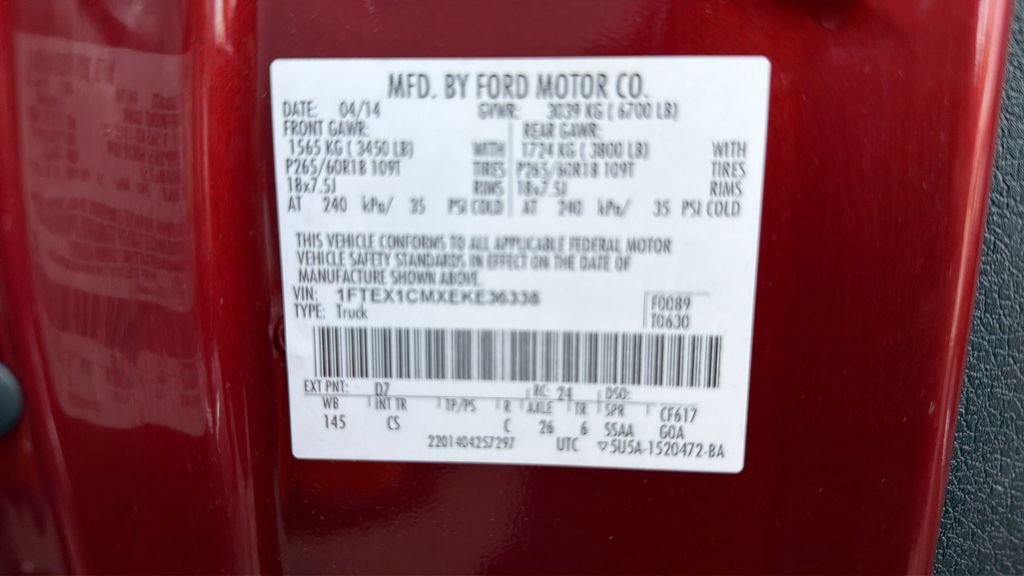 MFD. BY FORD MOTOR CO.
DATE: 04/14 GVWR: 3039 KG ( 6700 LB)
FRONT GAWR: REAR GAWR:
1565 KG ( 3450 LB) WITH 1724 KG ( 3800 LB) WITH
P265/60R18 109T TIRES P265/60R18 109T TIRES
18x7.5J RIMS 18x7.5J RIMS
AT 240 kPa/ 35 PSI COLD AT 240 kPa/ 35 PSI COLD
THIS VEHICLE CONFORMS TO ALL APPLICABLE FEDERAL MOTOR
VEHICLE SAFETY STANDARDS IN EFFECT ON THE DATE OF
MANUFACTURE SHOWN ABOVE.
VIN: 1FTEX1CMXEKE36338 F0089
TYPE: Truck T0630
EXT PNT: D7 RC: 24 DSO:
WB INT TR TP/PS R AXLE TR SPR CF617
145 CS C 26 6 SSAA GOA
2201404257297 UTC ▽5U5A-1520472-BA